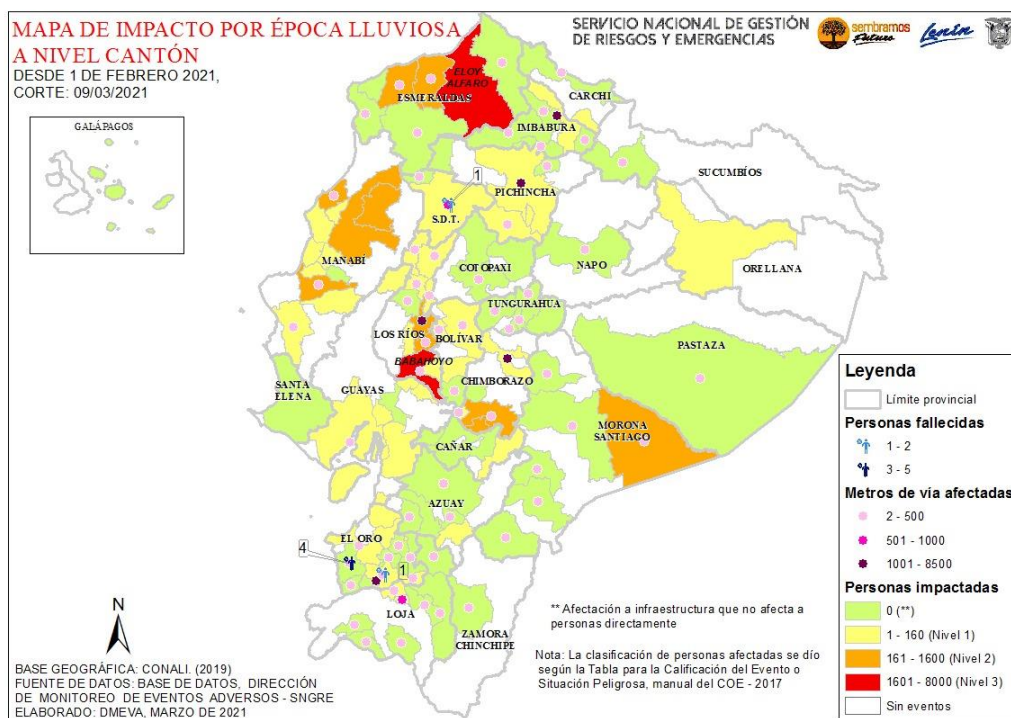 MAPA DE IMPACTO POR ÉPOCA LLUVIOSA
A NIVEL CANTÓN
DESDE 1 DE FEBRERO 2021,
CORTE: 09/03/2021
SERVICIO NACIONAL DE GESTIÓN
DE RIESGOS Y EMERGENCIAS
sembramos
Futuro
Lenín
GALÁPAGOS
ELOY
ALFARO
ESMERALDAS
CARCHI
IMBABURA
SUCUMBÍOS
1
PICHINCHA
S.D.T.
MANABÍ
COTOPAXI
NAPO
ORELLANA
TUNGURAHUA
LOS RÍOS
BOLÍVAR
PASTAZA
BABAHOYO
CHIMBORAZO
SANTA
ELENA
GUAYAS
MORONA
SANTIAGO
CAÑAR
AZUAY
EL ORO
4
1
LOJA
ZAMORA
CHINCHIPE
N
Leyenda
Límite provincial
Personas fallecidas
1 - 2
3 - 5
Metros de vía afectadas
2 - 500
501 - 1000
1001 - 8500
Personas impactadas
0 (**)
1 - 160 (Nivel 1)
161 - 1600 (Nivel 2)
1601 - 8000 (Nivel 3)
Sin eventos
** Afectación a infraestructura que no afecta a
personas directamente
Nota: La clasificación de personas afectadas se dío
según la Tabla para la Calificación del Evento o
Situación Peligrosa, manual del COE - 2017
BASE GEOGRÁFICA: CONALI. (2019)
FUENTE DE DATOS: BASE DE DATOS, DIRECCIÓN
DE MONITOREO DE EVENTOS ADVERSOS - SNGRE
ELABORADO: DMEVA, MARZO DE 2021